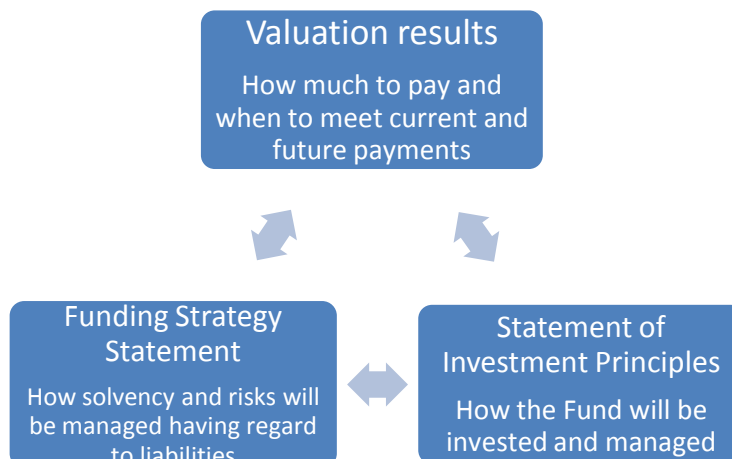 Valuation results
How much to pay and
when to meet current and
future payments
Funding Strategy
Statement
How solvency and risks will
be managed having regard
to liabilities
Statement of
Investment Principles
How the Fund will be
invested and managed